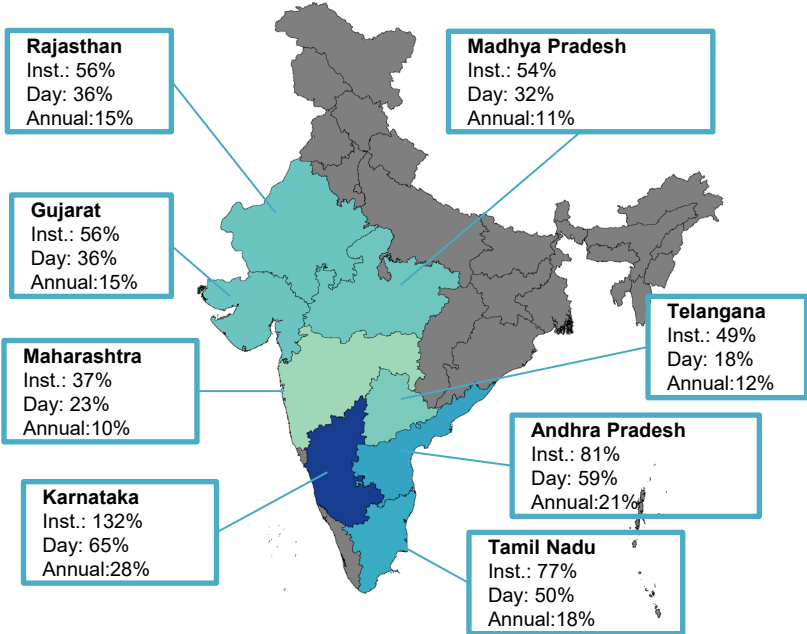 Rajasthan
Inst.: 56%
Day: 36%
Annual:15%
Madhya Pradesh
Inst.: 54%
Day: 32%
Annual:11%
Gujarat
Inst.: 56%
Day: 36%
Annual:15%
Telangana
Inst.: 49%
Day: 18%
Annual:12%
Maharashtra
Inst.: 37%
Day: 23%
Annual:10%
Andhra Pradesh
Inst.: 81%
Day: 59%
Annual:21%
Karnataka
Inst.: 132%
Day: 65%
Annual:28%
Tamil Nadu
Inst.: 77%
Day: 50%
Annual:18%